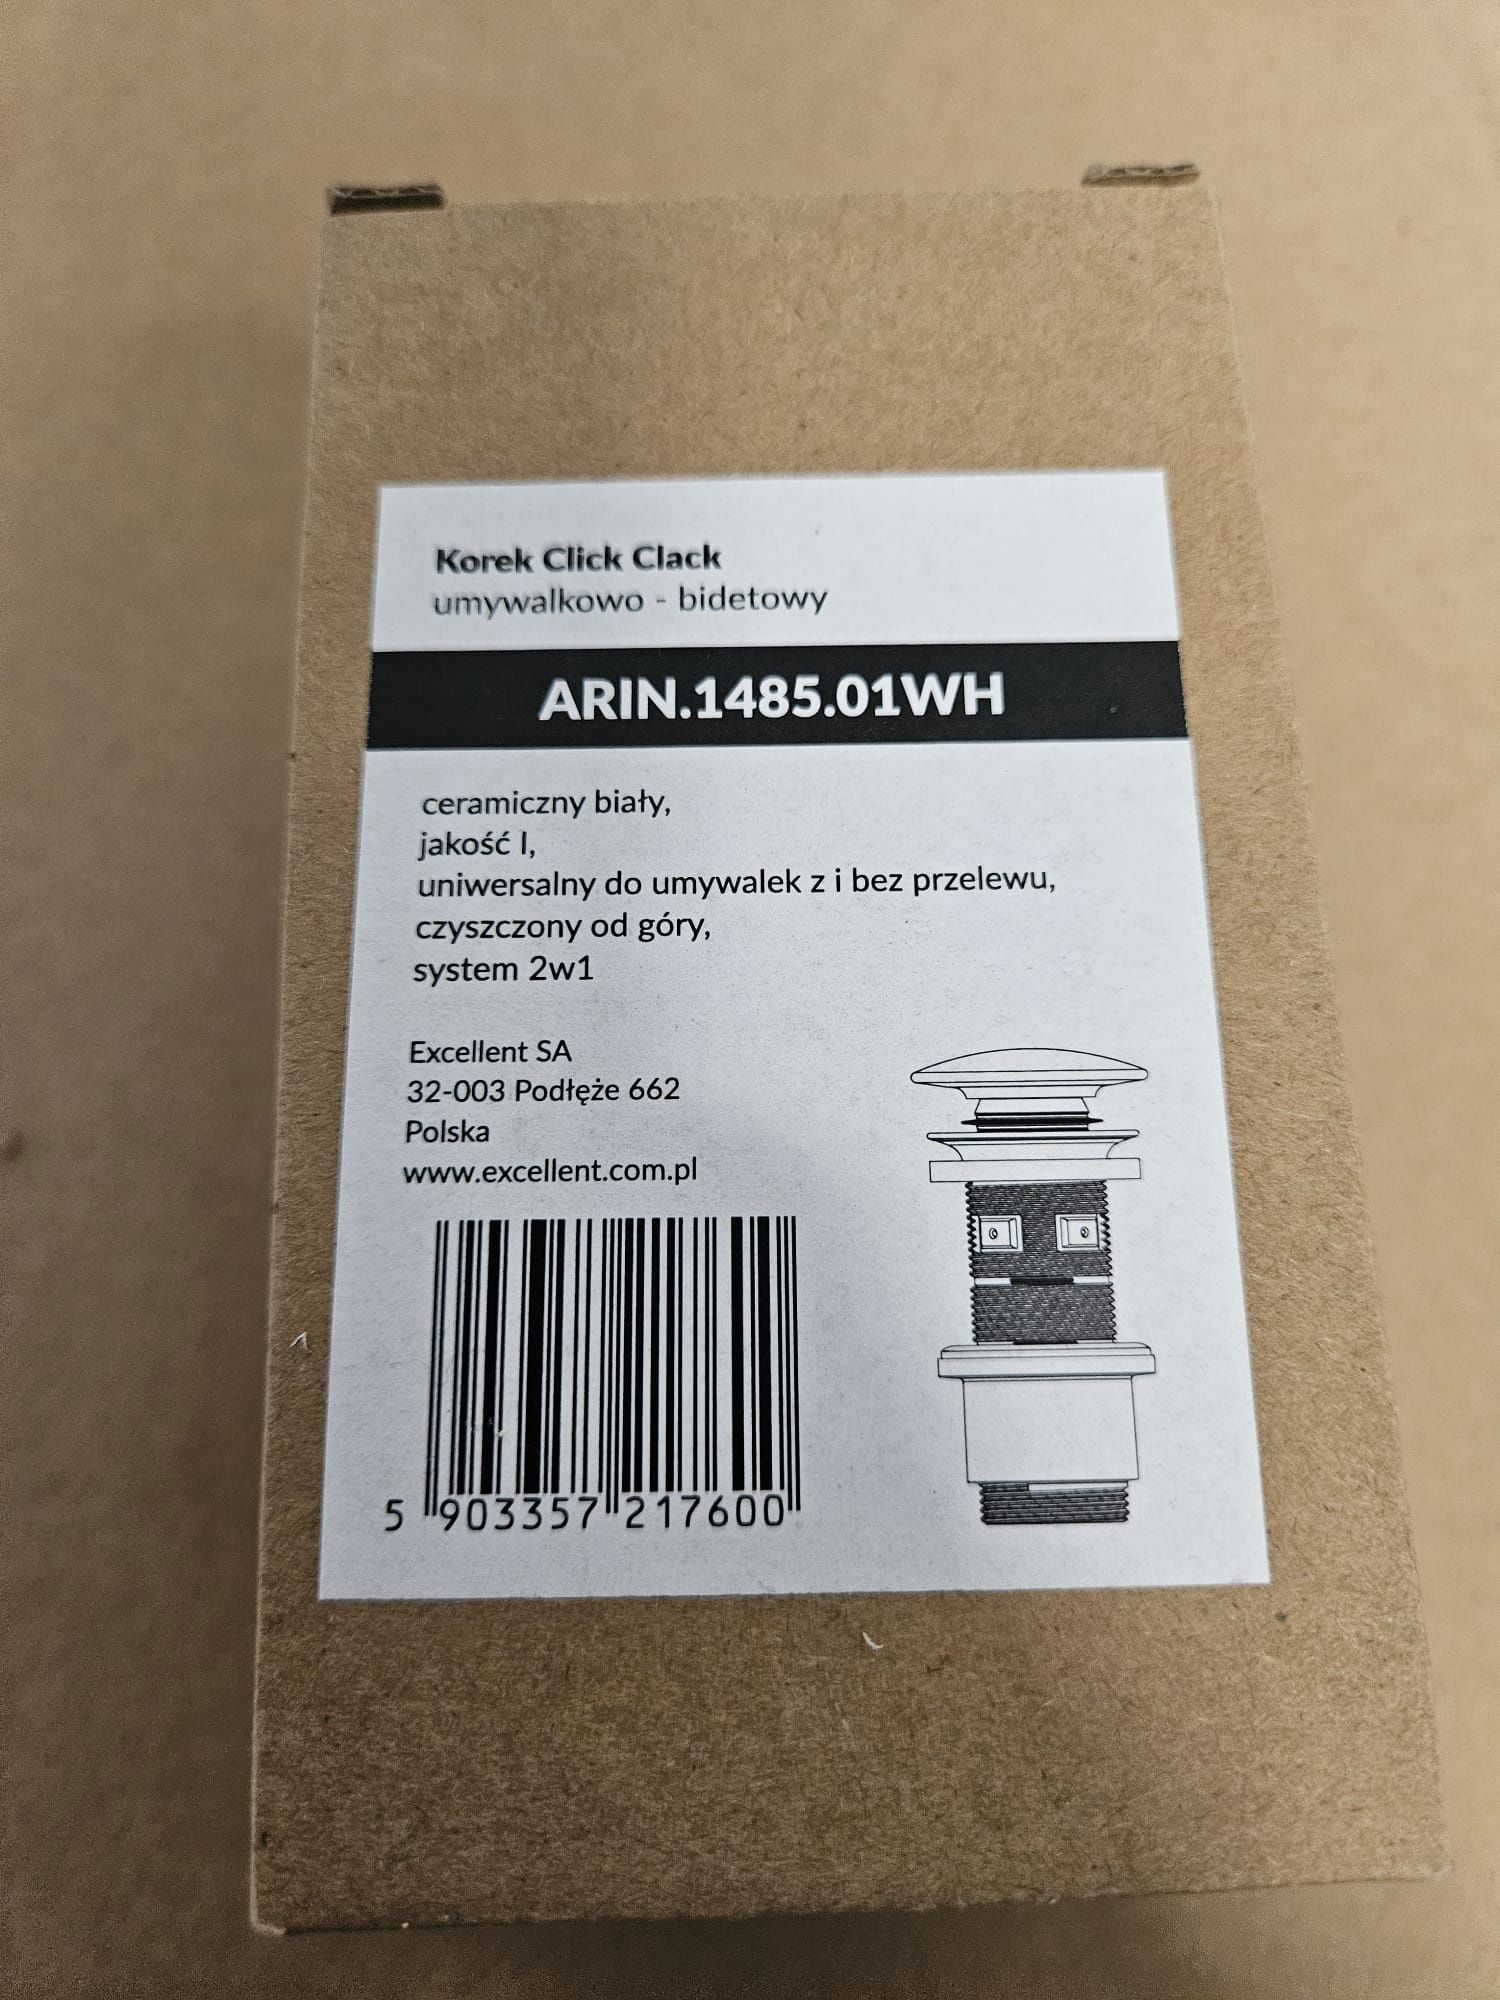 Korek Click Clack
umywalkowo - bidetowy
ARIN.1485.01WH
ceramiczny biały,
jakość I,
uniwersalny do umywalek z i bez przelewu,
czyszczony od góry,
system 2w1
Excellent SA
32-003 Podłęże 662
Polska
www.excellent.com.pl
5 903357 217600